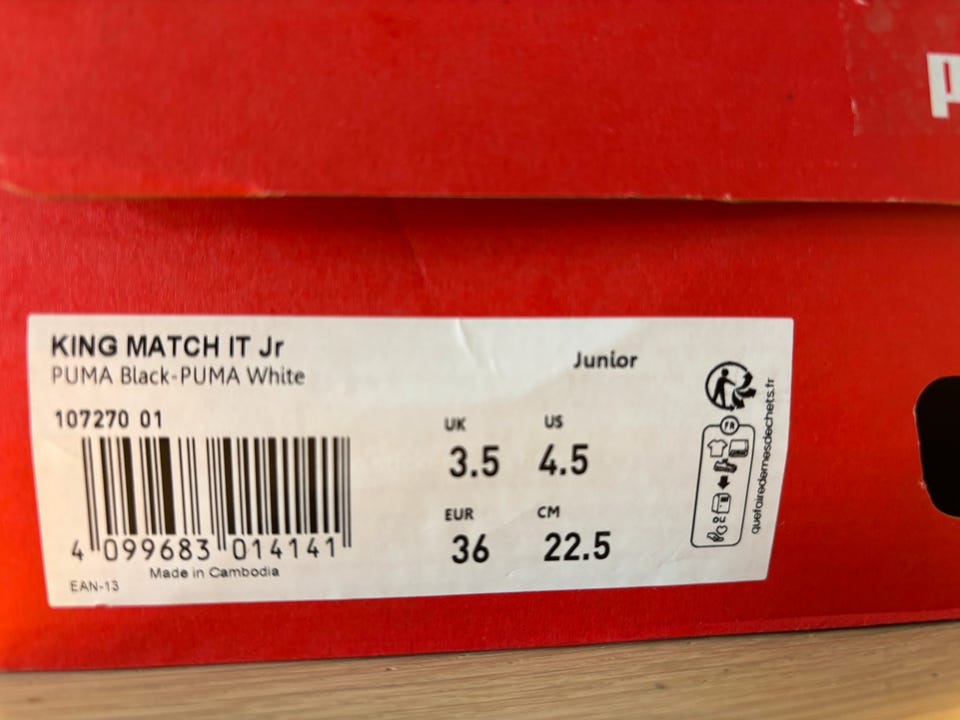 KING MATCH IT Jr
PUMA Black-PUMA White
Junior
107270 01
UK US
3.5 4.5
EUR CM
36 22.5
4 099683 014141
Made in Cambodia
EAN-13
FR
quefairedemesdechets.fr